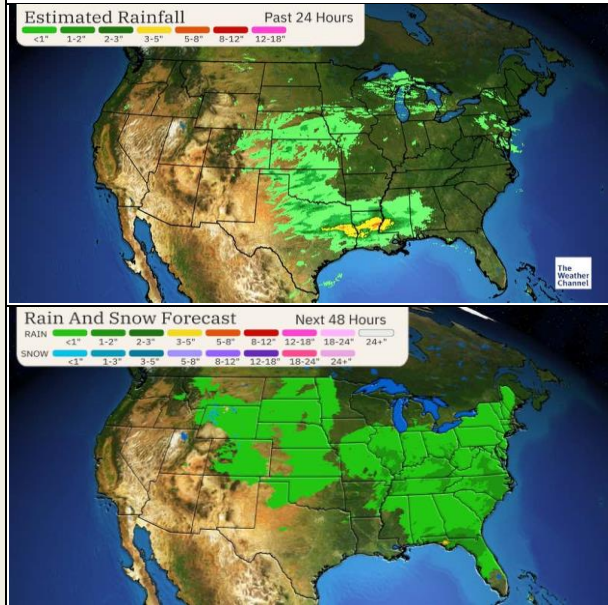 Estimated Rainfall Past 24 Hours
<1" 1-2" 2-3" 3-5" 5-8" 8-12" 12-18"
The
Weather
Channel
Rain And Snow Forecast Next 48 Hours
RAIN
<1" 1-2" 2-3" 3-5" 5-8" 8-12" 12-18" 18-24" 24+"
SNOW
<1" 1-3" 3-5" 5-8" 8-12" 12-18" 18-24" 24+"